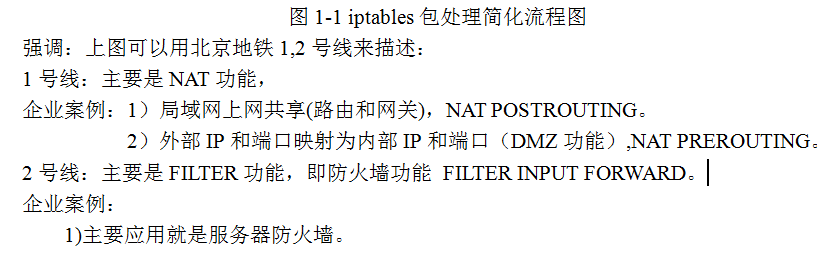 图 1-1 iptables 包处理简化流程图
强调：上图可以用北京地铁 1,2 号线来描述：
1 号线：主要是 NAT 功能，
企业案例：1）局域网上网共享(路由和网关)，NAT POSTROUTING。
2）外部 IP 和端口映射为内部 IP 和端口（DMZ 功能）,NAT PREROUTING。
2 号线：主要是 FILTER 功能，即防火墙功能 FILTER INPUT FORWARD。
企业案例：
1)主要应用就是服务器防火墙。